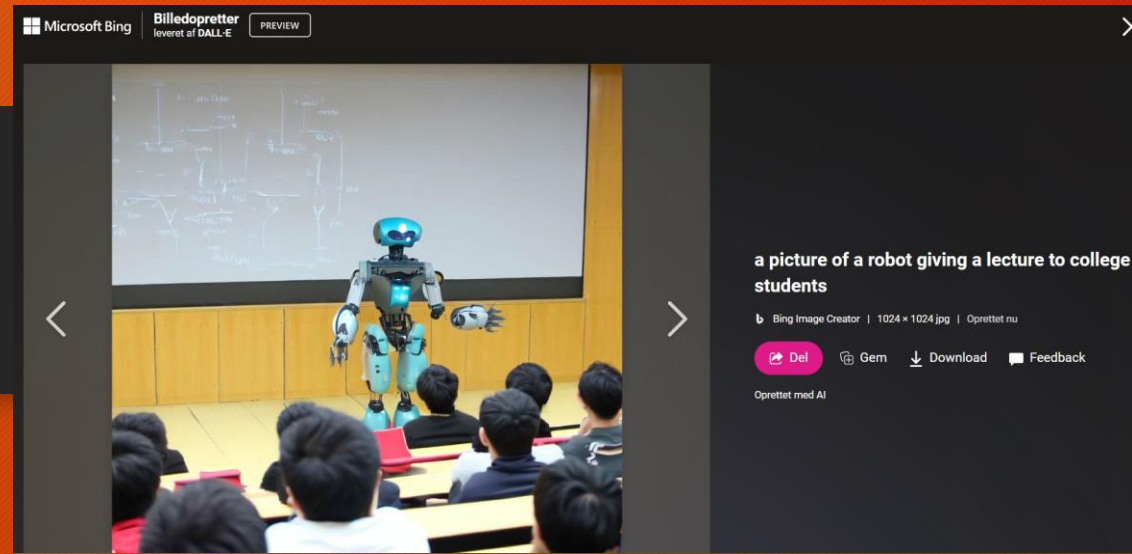 Microsoft Bing
Billedopretter
leveret af DALL·E
PREVIEW
a picture of a robot giving a lecture to college
students
Bing Image Creator | 1024 × 1024 jpg | Oprettet nu
Del
Gem
Download
Feedback
Oprettet med AI